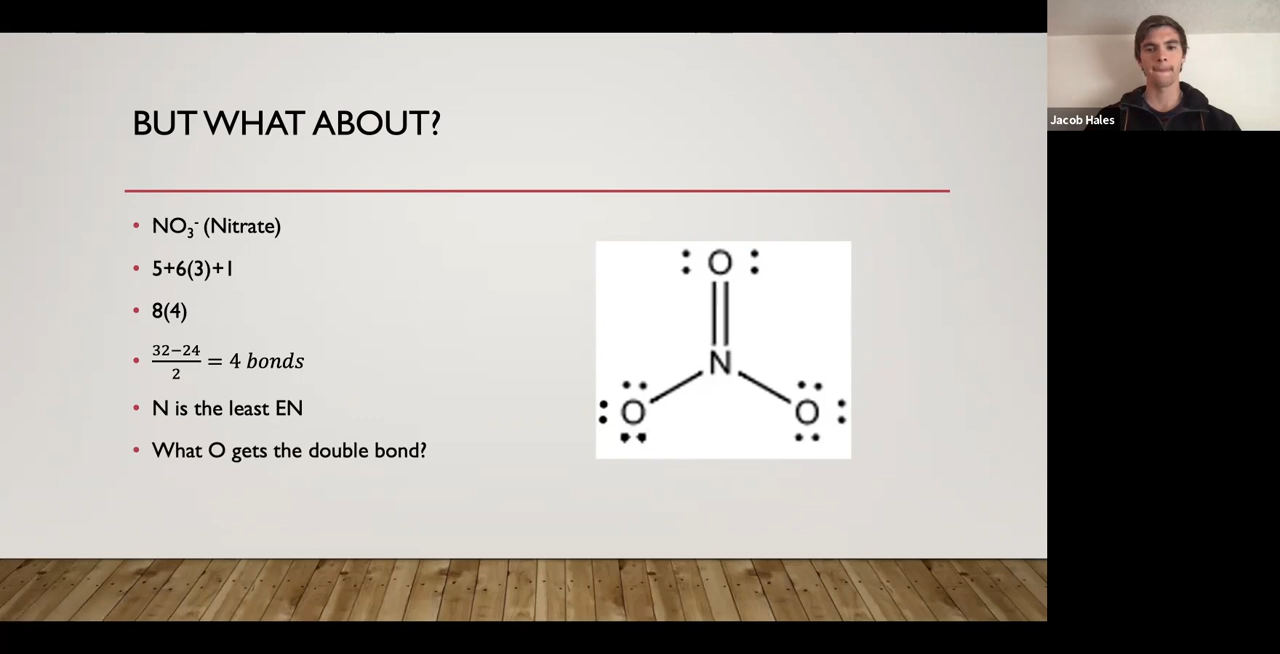 BUT WHAT ABOUT?
Jacob Hales
• NO₃⁻ (Nitrate)
• 5+6(3)+1
• 8(4)
• (32−24)/2 = 4 bonds
• N is the least EN
• What O gets the double bond?
O
N
O O